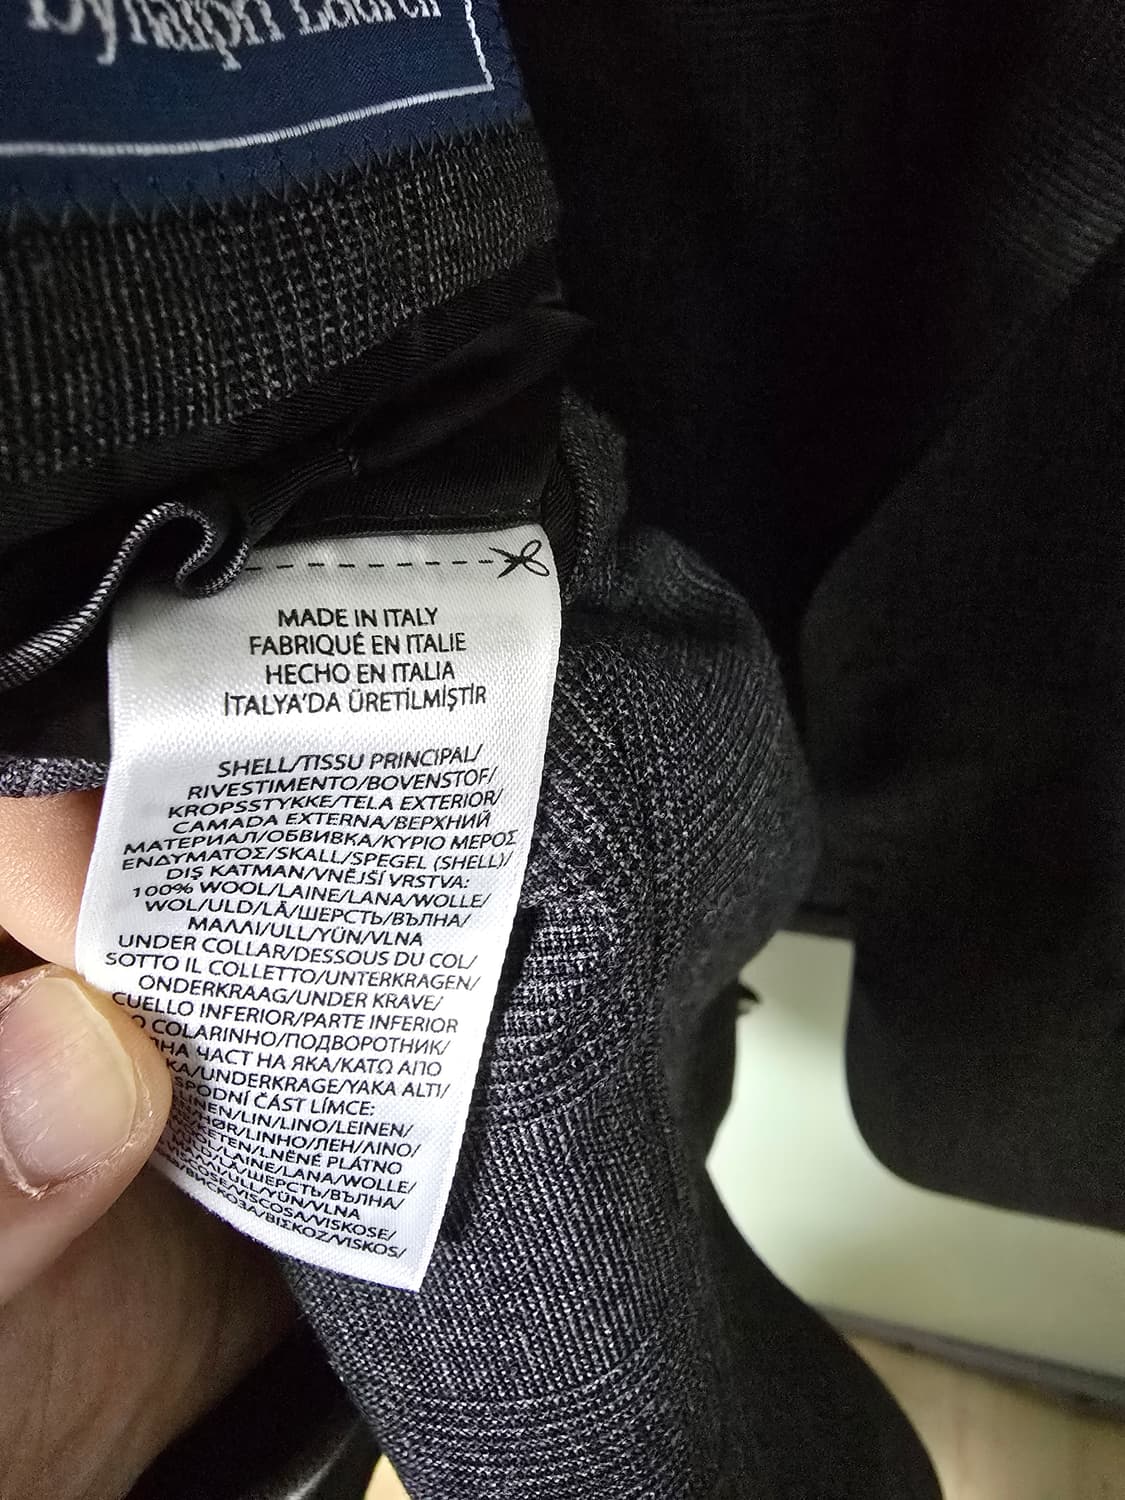 by Ralph Lauren
MADE IN ITALY
FABRIQUÉ EN ITALIE
HECHO EN ITALIA
İTALYA'DA ÜRETİLMİŞTİR
SHELL/TISSU PRINCIPAL/
RIVESTIMENTO/BOVENSTOF/
KROPSSTYKKE/TELA EXTERIOR/
CAMADA EXTERNA/ВЕРХНИЙ
МАТЕРИАЛ/ОБВИВКА/ΚΥΡΙΟ ΜΕΡΟΣ
ΕΝΔΥΜΑΤΟΣ/SKALL/SPEGEL (SHELL)/
DIŞ KATMAN/VNĚJŠÍ VRSTVA:
100% WOOL/LAINE/LANA/WOLLE/
WOL/ULD/LÃ/ШЕРСТЬ/ВЪЛНА/
ΜΑΛΛΙ/ULL/YÜN/VLNA
UNDER COLLAR/DESSOUS DU COL/
SOTTO IL COLLETTO/UNTERKRAGEN/
ONDERKRAAG/UNDER KRAVE/
CUELLO INFERIOR/PARTE INFERIOR
COLARINHO/ПОДВОРОТНИК/
ЧАСТ НА ЯКА/ΚΑΤΩ ΑΠΟ
/UNDERKRAGE/YAKA ALTI/
SPODNÍ ČÁST LÍMCE:
LINEN/LIN/LINO/LEINEN/
HØR/LINHO/ЛЕН/ΛΙΝΟ/
LNĚNÉ PLÁTNO
/LAINE/LANA/WOLLE/
/ШЕРСТЬ/ВЪЛНА/
ULL/YÜN/VLNA
/VISCOSA/VISKOSE/
/ΒΙΣΚΟΖ/VISKOS/